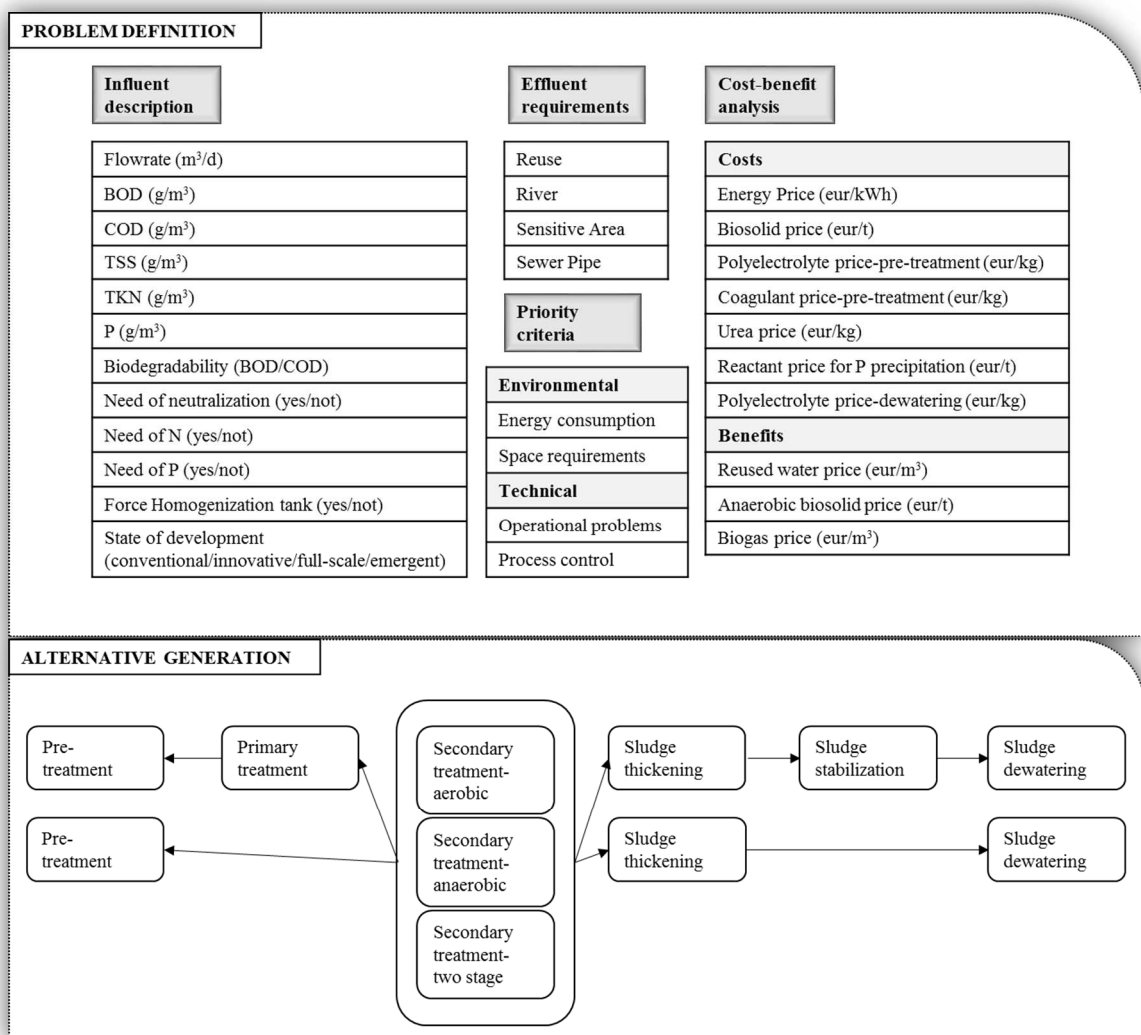 PROBLEM DEFINITION
Influent
description
Flowrate (m³/d)
BOD (g/m³)
COD (g/m³)
TSS (g/m³)
TKN (g/m³)
P (g/m³)
Biodegradability (BOD/COD)
Need of neutralization (yes/not)
Need of N (yes/not)
Need of P (yes/not)
Force Homogenization tank (yes/not)
State of development
(conventional/innovative/full-scale/emergent)
Effluent
requirements
Reuse
River
Sensitive Area
Sewer Pipe
Priority
criteria
Environmental
Energy consumption
Space requirements
Technical
Operational problems
Process control
Cost-benefit
analysis
Costs
Energy Price (eur/kWh)
Biosolid price (eur/t)
Polyelectrolyte price-pre-treatment (eur/kg)
Coagulant price-pre-treatment (eur/kg)
Urea price (eur/kg)
Reactant price for P precipitation (eur/t)
Polyelectrolyte price-dewatering (eur/kg)
Benefits
Reused water price (eur/m³)
Anaerobic biosolid price (eur/t)
Biogas price (eur/m³)
ALTERNATIVE GENERATION
Pre-
treatment
Primary
treatment
Secondary
treatment-
aerobic
Sludge
thickening
Sludge
stabilization
Sludge
dewatering
Pre-
treatment
Secondary
treatment-
anaerobic
Sludge
thickening
Sludge
dewatering
Secondary
treatment-
two stage